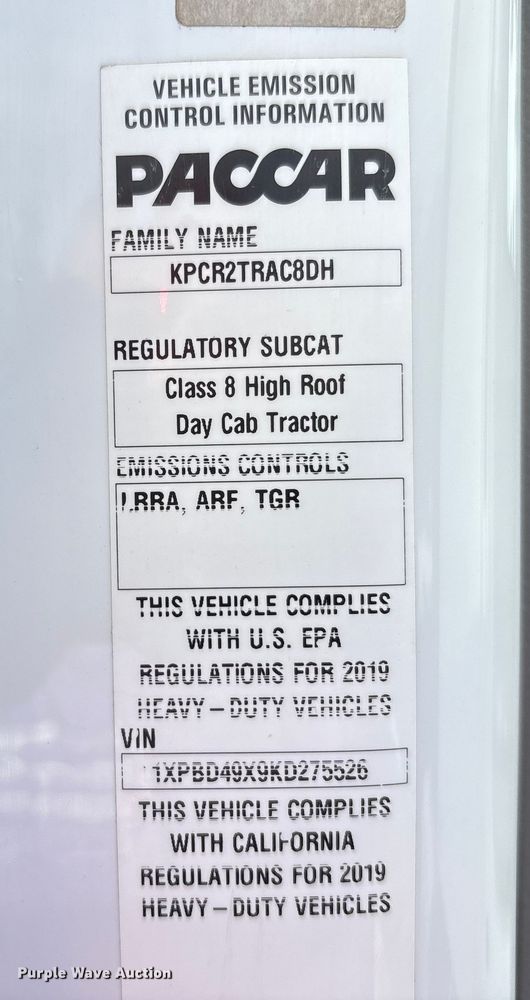 VEHICLE EMISSION
CONTROL INFORMATION
PACCAR
FAMILY NAME
KPCR2TRAC8DH
REGULATORY SUBCAT
Class 8 High Roof
Day Cab Tractor
EMISSIONS CONTROLS
LRRA, ARF, TGR
THIS VEHICLE COMPLIES
WITH U.S. EPA
REGULATIONS FOR 2019
HEAVY-DUTY VEHICLES
VIN
1XPBD49X9KD275526
THIS VEHICLE COMPLIES
WITH CALIFORNIA
REGULATIONS FOR 2019
HEAVY-DUTY VEHICLES
Purple Wave Auction